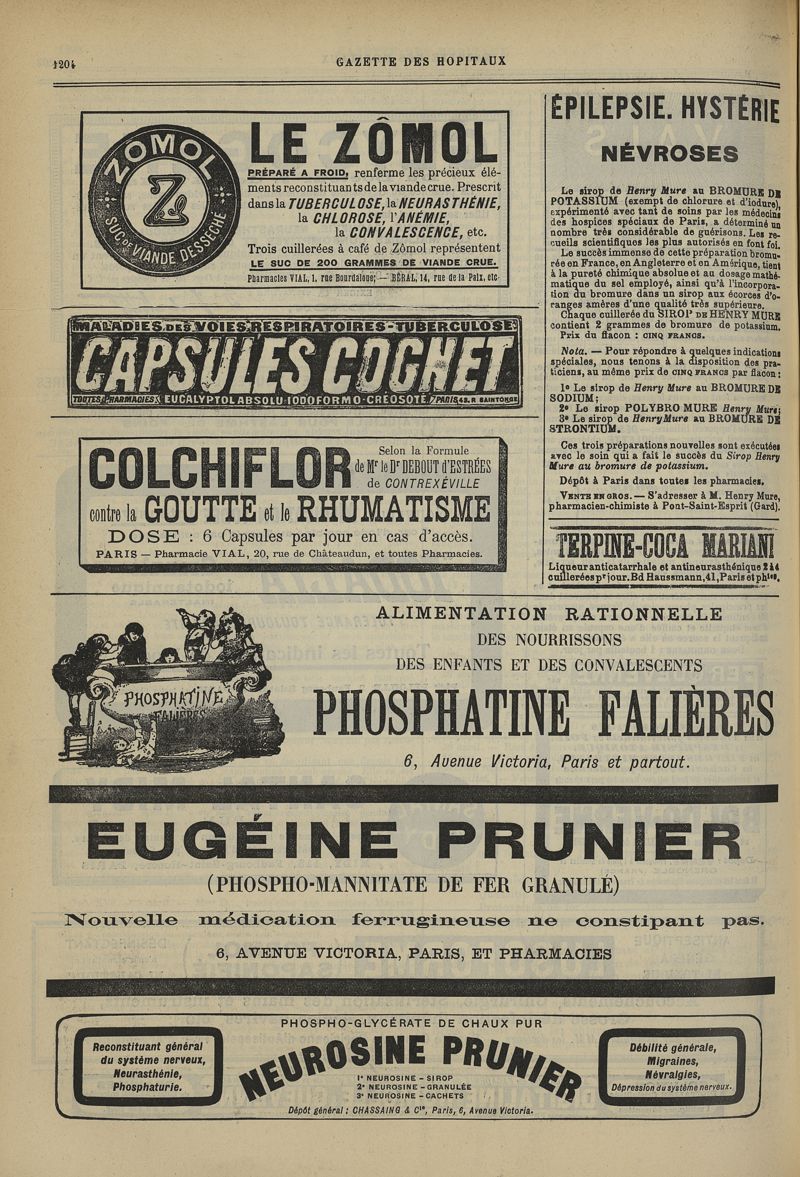 1204
GAZETTE DES HOPITAUX
ZÔMOL
Z
SUC DE VIANDE DESSÉCHÉ
LE ZÔMOL
PRÉPARÉ A FROID, renferme les précieux élé-
ments reconstituants de la viande crue. Prescrit
dans la TUBERCULOSE, la NEURASTHÉNIE,
la CHLOROSE, l'ANÉMIE,
la CONVALESCENCE, etc.
Trois cuillerées à café de Zômol représentent
LE SUC DE 200 GRAMMES DE VIANDE CRUE.
Pharmacies VIAL, 1, rue Bourdaloue; — BÉRAL, 14, rue de la Paix, etc.
MALADIES DES VOIES RESPIRATOIRES - TUBERCULOSE
CAPSULES COGNET
TOUTES PHARMACIES EUCALYPTOL ABSOLU IODOFORMO-CRÉOSOTÉ PARIS, 43, R. SAINTONGE
COLCHIFLOR
Selon la Formule
de Mr le Dr DEBOUT d'ESTRÉES
de CONTREXÉVILLE
contre la GOUTTE et le RHUMATISME
DOSE : 6 Capsules par jour en cas d'accès.
PARIS — Pharmacie VIAL, 20, rue de Châteaudun, et toutes Pharmacies.
ÉPILEPSIE. HYSTÉRIE
NÉVROSES
Le sirop de Henry Mure au BROMURE DE
POTASSIUM (exempt de chlorure et d'iodure),
expérimenté avec tant de soins par les médecins
des hospices spéciaux de Paris, a déterminé un
nombre très considérable de guérisons. Les re-
cueils scientifiques les plus autorisés en font foi.
Le succès immense de cette préparation bromu-
rée en France, en Angleterre et en Amérique, tient
à la pureté chimique absolue et au dosage mathé-
matique du sel employé, ainsi qu'à l'incorpora-
tion du bromure dans un sirop aux écorces d'o-
ranges amères d'une qualité très supérieure.
Chaque cuillerée du SIROP DE HENRY MURE
contient 2 grammes de bromure de potassium.
Prix du flacon : CINQ FRANCS.
Nota. — Pour répondre à quelques indications
spéciales, nous tenons à la disposition des pra-
ticiens, au même prix de CINQ FRANCS par flacon :
1o Le sirop de Henry Mure au BROMURE DE
SODIUM;
2o Le sirop POLYBROMURE Henry Mure;
3o Le sirop de Henry Mure au BROMURE DE
STRONTIUM.
Ces trois préparations nouvelles sont exécutées
avec le soin qui a fait le succès du Sirop Henry
Mure au bromure de potassium.
Dépôt à Paris dans toutes les pharmacies.
VENTE EN GROS. — S'adresser à M. Henry Mure,
pharmacien-chimiste à Pont-Saint-Esprit (Gard).
TERPINE-COCA MARIANI
Liqueur anticatarrhale et antineurasthénique 2 à 4
cuillerées pr jour. Bd Haussmann, 41, Paris et phies.
PHOSPHATINE
FALIÈRES
ALIMENTATION RATIONNELLE
DES NOURRISSONS
DES ENFANTS ET DES CONVALESCENTS
PHOSPHATINE FALIÈRES
6, Avenue Victoria, Paris et partout.
EUGÉINE PRUNIER
(PHOSPHO-MANNITATE DE FER GRANULÉ)
Nouvelle médication ferrugineuse ne constipant pas.
6, AVENUE VICTORIA, PARIS, ET PHARMACIES
PHOSPHO-GLYCÉRATE DE CHAUX PUR
Reconstituant général
du système nerveux,
Neurasthénie,
Phosphaturie.
NEUROSINE PRUNIER
1o NEUROSINE - SIROP
2o NEUROSINE - GRANULÉE
3o NEUROSINE - CACHETS
Débilité générale,
Migraines,
Névralgies,
Dépression du système nerveux.
Dépôt général : CHASSAING & Cie, Paris, 6, Avenue Victoria.